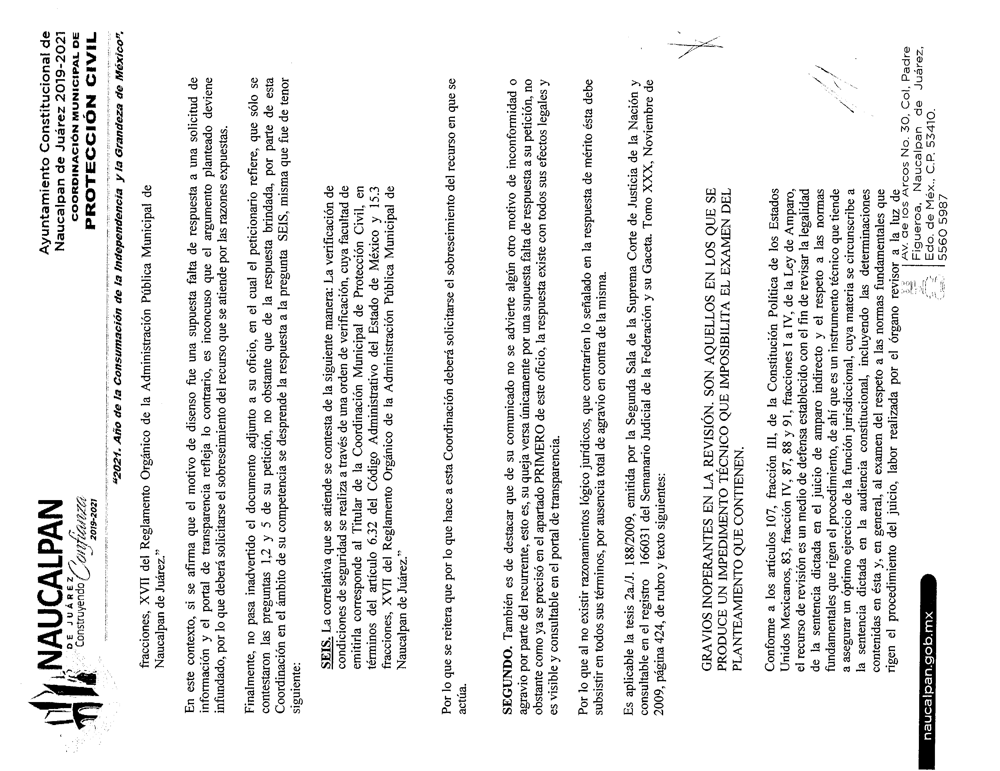 NAUCALPAN
DE JUÁREZ
Construyendo Confianza
2019-2021
Ayuntamiento Constitucional de
Naucalpan de Juárez 2019-2021
COORDINACIÓN MUNICIPAL DE
PROTECCIÓN CIVIL
“2021. Año de la Consumación de la Independencia y la Grandeza de México”.
fracciones, XVII del Reglamento Orgánico de la Administración Pública Municipal de
Naucalpan de Juárez.”
En este contexto, si se afirma que el motivo de disenso fue una supuesta falta de respuesta a una solicitud de
información y el portal de transparencia refleja lo contrario, es inconcuso que el argumento planteado deviene
infundado, por lo que deberá solicitarse el sobreseimiento del recurso que se atiende por las razones expuestas.
Finalmente, no pasa inadvertido el documento adjunto a su oficio, en el cual el peticionario refiere, que sólo se
contestaron las preguntas 1,2 y 5 de su petición, no obstante que de la respuesta brindada, por parte de esta
Coordinación en el ámbito de su competencia se desprende la respuesta a la pregunta SEIS, misma que fue de tenor
siguiente:
SEIS. La correlativa que se atiende se contesta de la siguiente manera: La verificación de
condiciones de seguridad se realiza a través de una orden de verificación, cuya facultad de
emitirla corresponde al Titular de la Coordinación Municipal de Protección Civil, en
términos del artículo 6.32 del Código Administrativo del Estado de México y 15.3
fracciones, XVII del Reglamento Orgánico de la Administración Pública Municipal de
Naucalpan de Juárez.”
Por lo que se reitera que por lo que hace a esta Coordinación deberá solicitarse el sobreseimiento del recurso en que se
actúa.
SEGUNDO. También es de destacar que de su comunicado no se advierte algún otro motivo de inconformidad o
agravio por parte del recurrente, esto es, su queja versa únicamente por una supuesta falta de respuesta a su petición, no
obstante como ya se precisó en el apartado PRIMERO de este oficio, la respuesta existe con todos sus efectos legales y
es visible y consultable en el portal de transparencia.
Por lo que al no existir razonamientos lógico jurídicos, que contraríen lo señalado en la respuesta de mérito ésta debe
subsistir en todos sus términos, por ausencia total de agravio en contra de la misma.
Es aplicable la tesis 2a./J. 188/2009, emitida por la Segunda Sala de la Suprema Corte de Justicia de la Nación y
consultable en el registro 166031 del Semanario Judicial de la Federación y su Gaceta. Tomo XXX, Noviembre de
2009, página 424, de rubro y texto siguientes:
GRAVIOS INOPERANTES EN LA REVISIÓN. SON AQUELLOS EN LOS QUE SE
PRODUCE UN IMPEDIMENTO TÉCNICO QUE IMPOSIBILITA EL EXAMEN DEL
PLANTEAMIENTO QUE CONTIENEN.
Conforme a los artículos 107, fracción III, de la Constitución Política de los Estados
Unidos Mexicanos, 83, fracción IV, 87, 88 y 91, fracciones I a IV, de la Ley de Amparo,
el recurso de revisión es un medio de defensa establecido con el fin de revisar la legalidad
de la sentencia dictada en el juicio de amparo indirecto y el respeto a las normas
fundamentales que rigen el procedimiento, de ahí que es un instrumento técnico que tiende
a asegurar un óptimo ejercicio de la función jurisdiccional, cuya materia se circunscribe a
la sentencia dictada en la audiencia constitucional, incluyendo las determinaciones
contenidas en ésta y, en general, al examen del respeto a las normas fundamentales que
rigen el procedimiento del juicio, labor realizada por el órgano revisor a la luz de
naucalpan.gob.mx
Av. de los Arcos No. 30, Col, Padre
Figueroa, Naucalpan de Juárez,
Edo. de Méx., C.P. 53410.
5560 5987